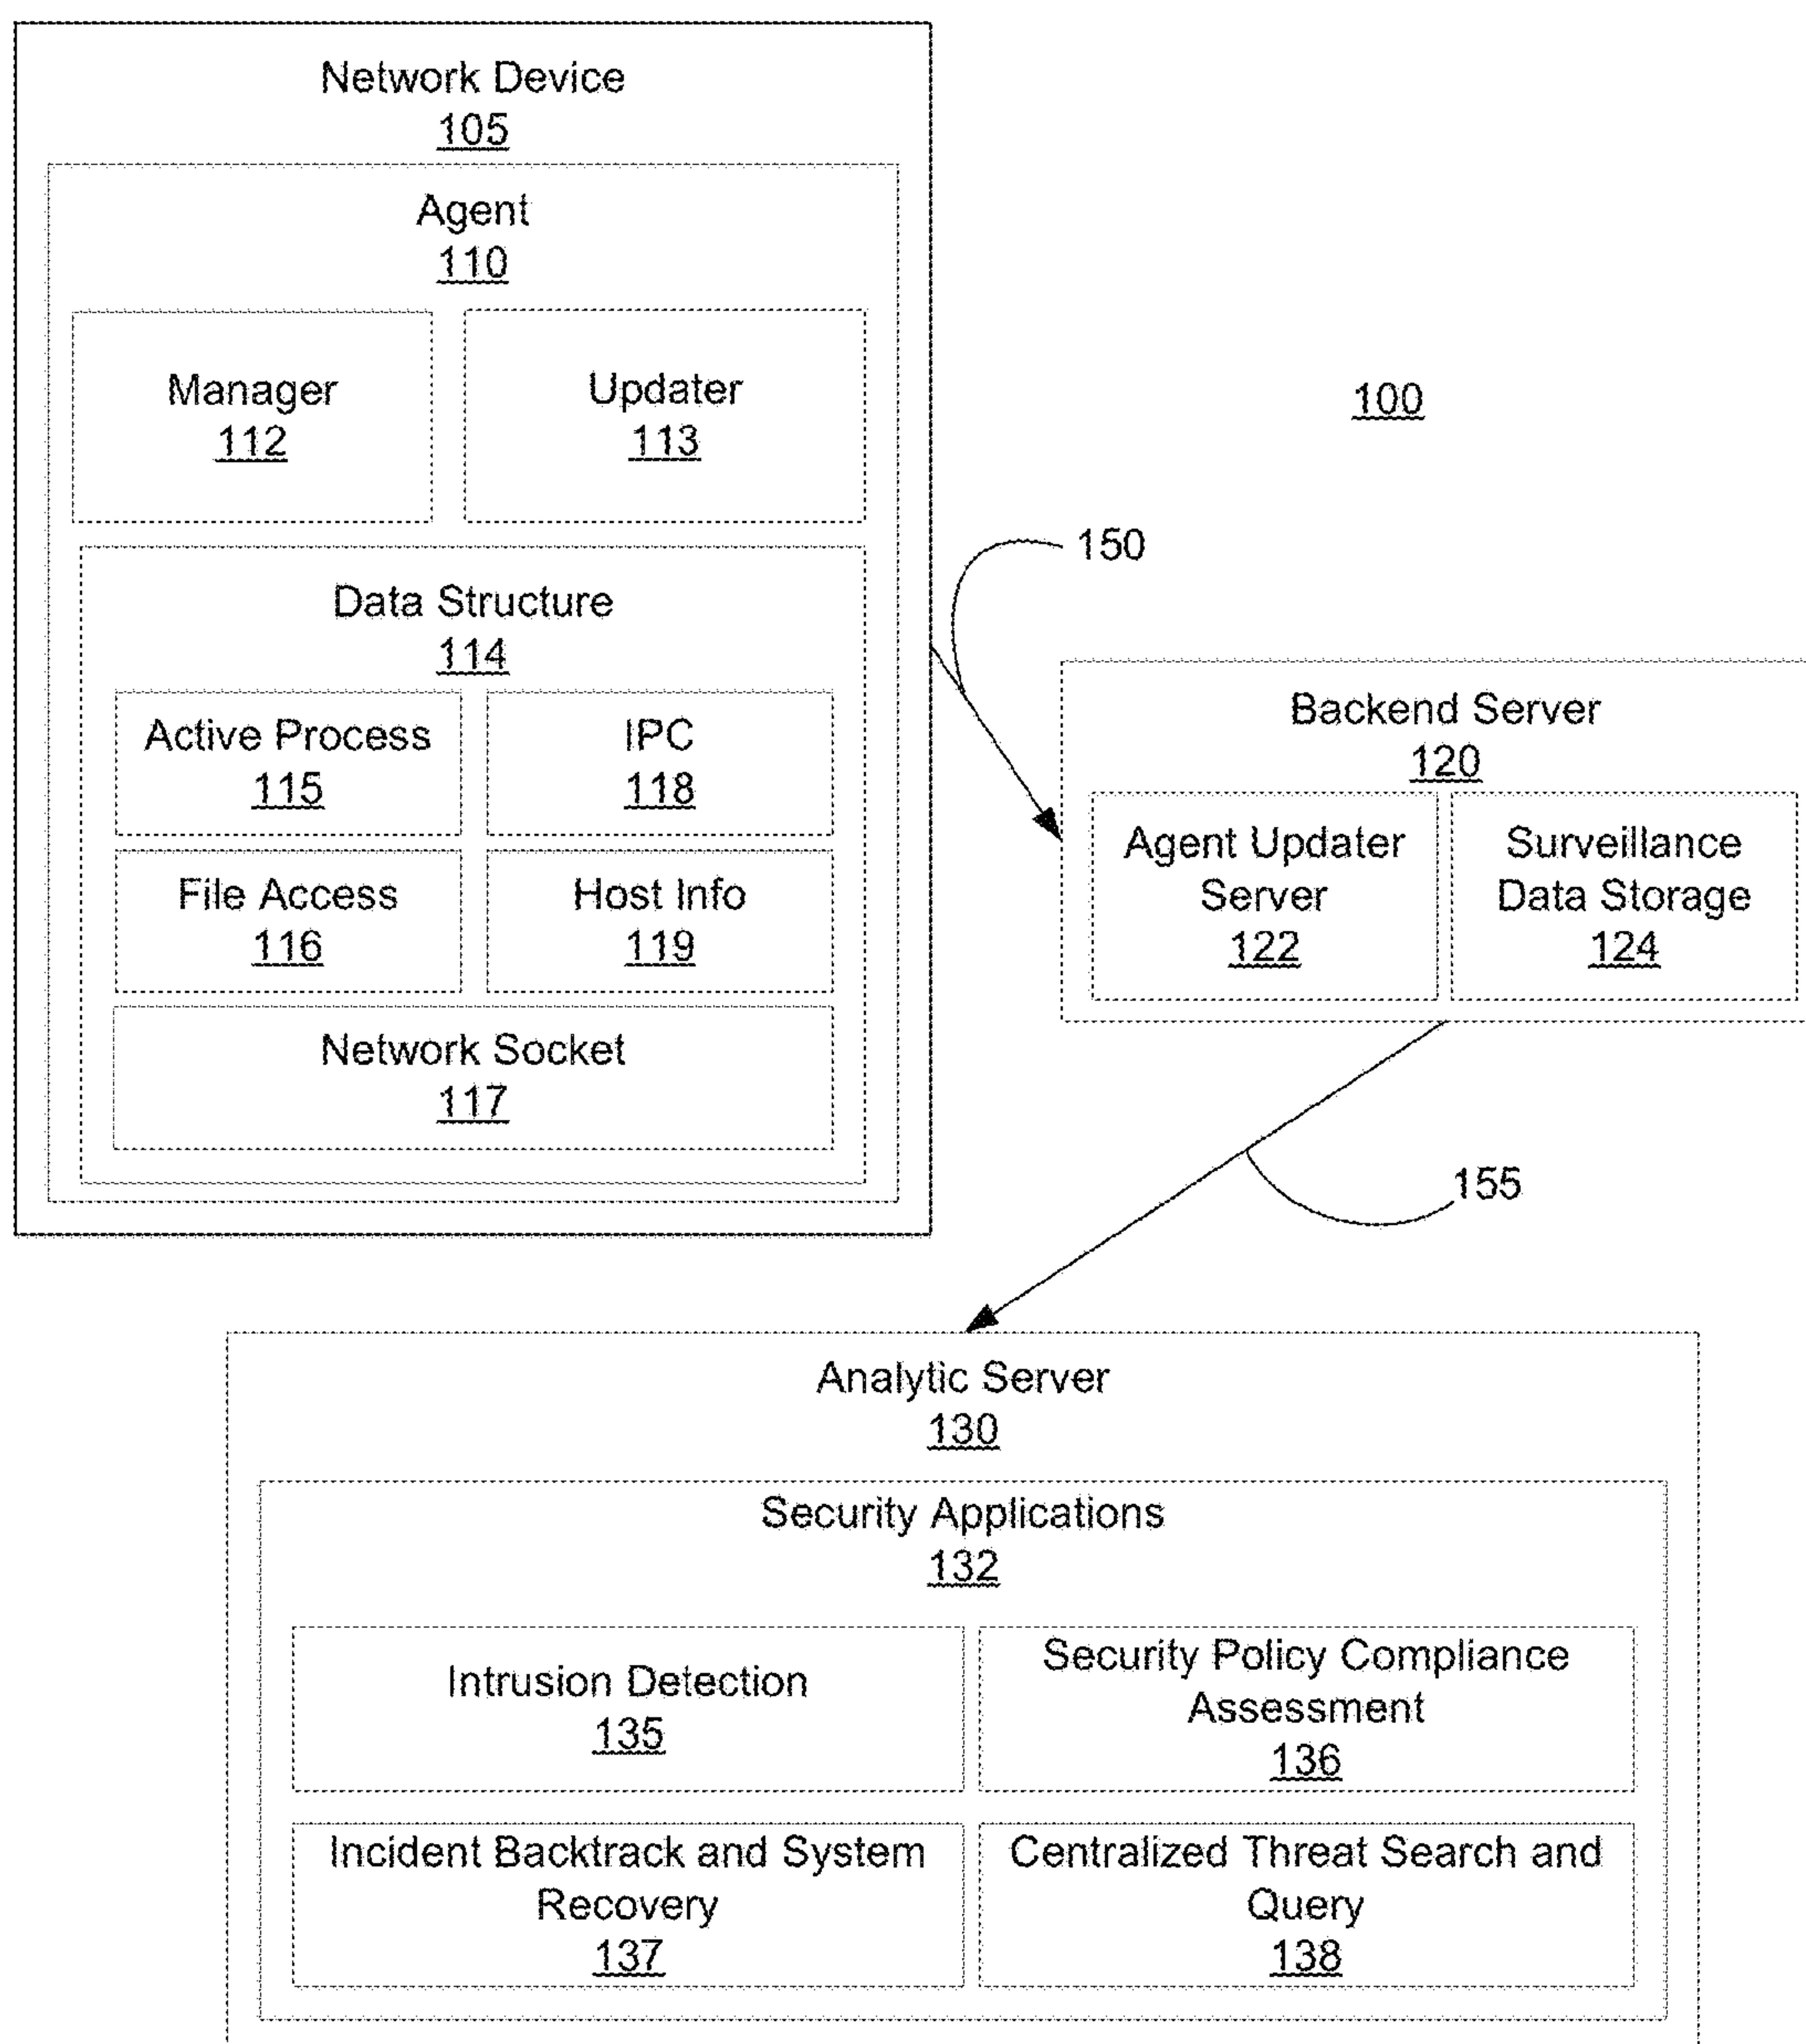 Network Device
105
Agent
110
Manager
112
Updater
113
100
150
Data Structure
114
Active Process
115
IPC
118
File Access
116
Host Info
119
Network Socket
117
Backend Server
120
Agent Updater
Server
122
Surveillance
Data Storage
124
155
Analytic Server
130
Security Applications
132
Intrusion Detection
135
Security Policy Compliance
Assessment
136
Incident Backtrack and System
Recovery
137
Centralized Threat Search and
Query
138